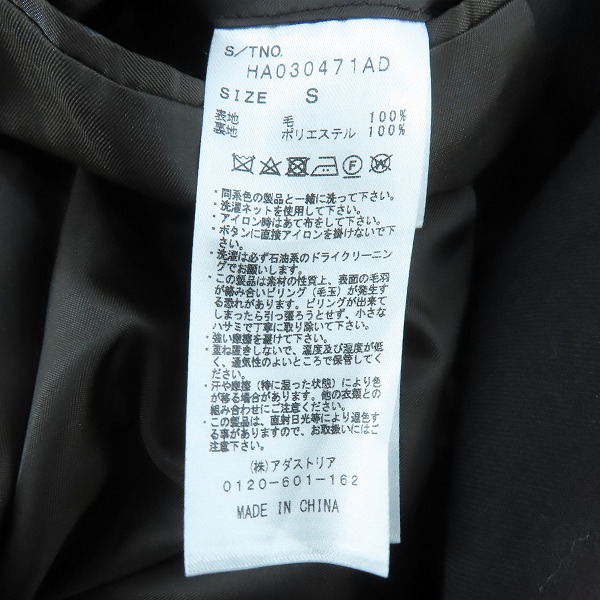 S/TNO.
HA030471AD
SIZE S
表地 毛 100%
裏地 ポリエステル 100%
・同系色の製品と一緒に洗って下さい。
・洗濯ネットを使用して下さい。
・アイロン時はあて布をして下さい。
・ボタンに直接アイロンを掛けないで下
さい。
・洗濯は必ず石油系のドライクリーニン
グでお願いします。
・この製品は素材の性質上、表面の毛羽
が絡み合いピリング(毛玉)が発生す
る恐れがあります。ピリングが出来て
しまったら引っ張ろうとせず、小さな
ハサミで丁寧に取り除いて下さい。
・強い摩擦を避けて下さい。
・重ね置きしないで、温度及び湿度が低
く、通気性のよいところで保管してく
ださい。
・汗や摩擦(特に湿った状態)により色
が移る場合があります。他の衣類との
組み合わせにご注意ください。
・この製品は、直射日光等により退色す
る事がありますので、お取扱いにはご
注意下さい。
(株)アダストリア
0120-601-162
MADE IN CHINA